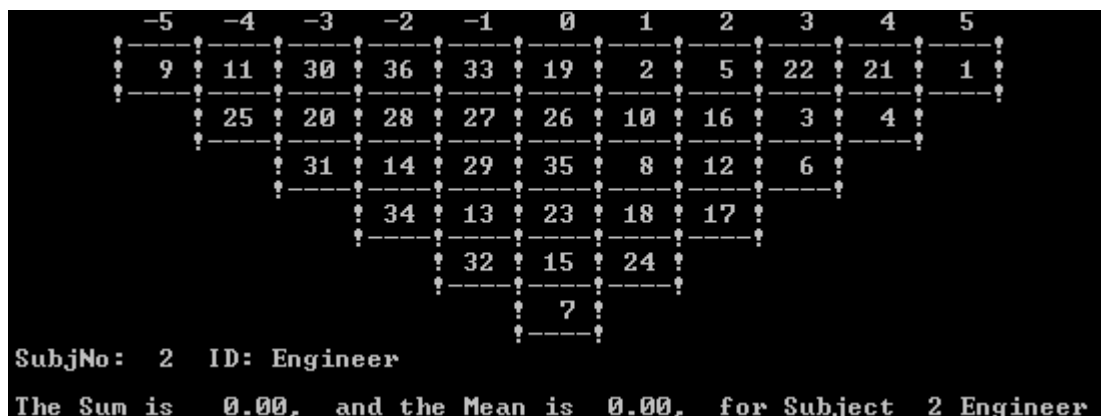 -5 -4 -3 -2 -1 0 1 2 3 4 5
9 11 30 36 33 19 2 5 22 21 1
25 20 28 27 26 10 16 3 4
31 14 29 35 8 12 6
34 13 23 18 17
32 15 24
7
SubjNo: 2 ID: Engineer
The Sum is 0.00, and the Mean is 0.00, for Subject 2 Engineer